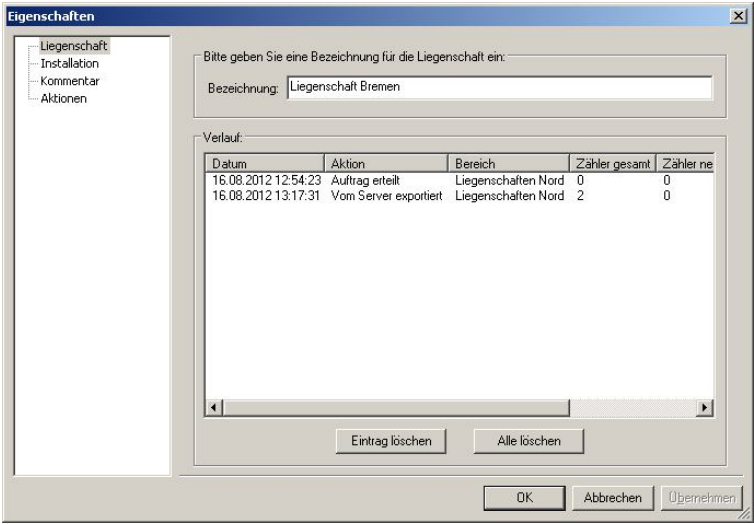 Eigenschaften
Liegenschaft
Installation
Kommentar
Aktionen
Bitte geben Sie eine Bezeichnung für die Liegenschaft ein:
Bezeichnung: Liegenschaft Bremen
Verlauf:
Datum Aktion Bereich Zähler gesamt Zähler ne
16.08.2012 12:54:23 Auftrag erteilt Liegenschaften Nord 0 0
16.08.2012 13:17:31 Vom Server exportiert Liegenschaften Nord 2 0
Eintrag löschen Alle löschen
OK Abbrechen Übernehmen